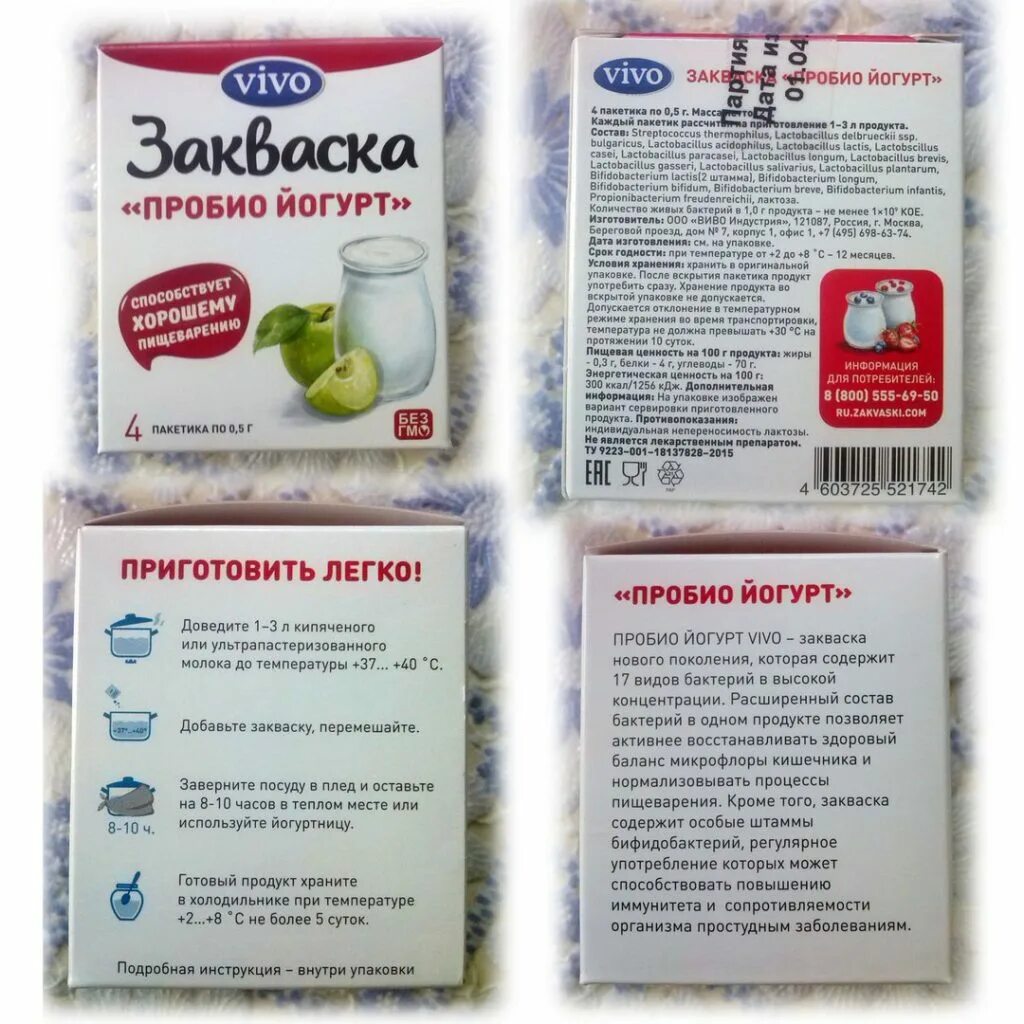 vivo
Закваска
«ПРОБИО ЙОГУРТ»
СПОСОБСТВУЕТ
ХОРОШЕМУ
ПИЩЕВАРЕНИЮ
4 ПАКЕТИКА ПО 0,5 Г
БЕЗ
ГМО
vivo
ЗАКВАСКА «ПРОБИО ЙОГУРТ»
Партия
Дата из
01.04
4 пакетика по 0,5 г. Масса нетто
Каждый пакетик рассчитан на приготовление 1–3 л продукта.
Состав: Streptococcus thermophilus, Lactobacillus delbrueckii ssp.
bulgaricus, Lactobacillus acidophilus, Lactobacillus lactis, Lactobscillus
casei, Lactobacillus paracasei, Lactobacillus longum, Lactobacillus brevis,
Lactobacillus gasseri, Lactobacillus salivarius, Lactobacillus plantarum,
Bifidobacterium lactis(2 штамма), Bifidobacterium longum,
Bifidobacterium bifidum, Bifidobacterium breve, Bifidobacterium infantis,
Propionibacterium freudenreichii, лактоза.
Количество живых бактерий в 1,0 г продукта – не менее 1×10⁹ КОЕ.
Изготовитель: ООО «ВИВО Индустрия», 121087, Россия, г. Москва,
Береговой проезд, дом № 7, корпус 1, офис 1, +7 (495) 698-63-74.
Дата изготовления: см. на упаковке.
Срок годности: при температуре от +2 до +8 ˚С – 12 месяцев.
Условия хранения: хранить в оригинальной
упаковке. После вскрытия пакетика продукт
употребить сразу. Хранение продукта во
вскрытой упаковке не допускается.
Допускается отклонение в температурном
режиме хранения во время транспортировки,
температура не должна превышать +30 ºС на
протяжении 10 суток.
Пищевая ценность на 100 г продукта: жиры
- 0,3 г, белки - 4 г, углеводы - 70 г.
Энергетическая ценность на 100 г:
300 ккал/1256 кДж. Дополнительная
информация: На упаковке изображен
вариант сервировки приготовленного
продукта. Противопоказания:
индивидуальная непереносимость лактозы.
Не является лекарственным препаратом.
ТУ 9223-001-18137828-2015
ИНФОРМАЦИЯ
ДЛЯ ПОТРЕБИТЕЛЕЙ:
8 (800) 555-69-50
RU.ZAKVASKI.COM
EAC
4 603725 521742
ПРИГОТОВИТЬ ЛЕГКО!
Доведите 1–3 л кипяченого
или ультрапастеризованного
молока до температуры +37... +40 ˚С.
+37°...+40°
Добавьте закваску, перемешайте.
Заверните посуду в плед и оставьте
на 8-10 часов в теплом месте или
используйте йогуртницу.
8-10 ч.
Готовый продукт храните
в холодильнике при температуре
+2...+8 ˚С не более 5 суток.
Подробная инструкция – внутри упаковки
«ПРОБИО ЙОГУРТ»
ПРОБИО ЙОГУРТ VIVO – закваска
нового поколения, которая содержит
17 видов бактерий в высокой
концентрации. Расширенный состав
бактерий в одном продукте позволяет
активнее восстанавливать здоровый
баланс микрофлоры кишечника и
нормализовывать процессы
пищеварения. Кроме того, закваска
содержит особые штаммы
бифидобактерий, регулярное
употребление которых может
способствовать повышению
иммунитета и сопротивляемости
организма простудным заболеваниям.